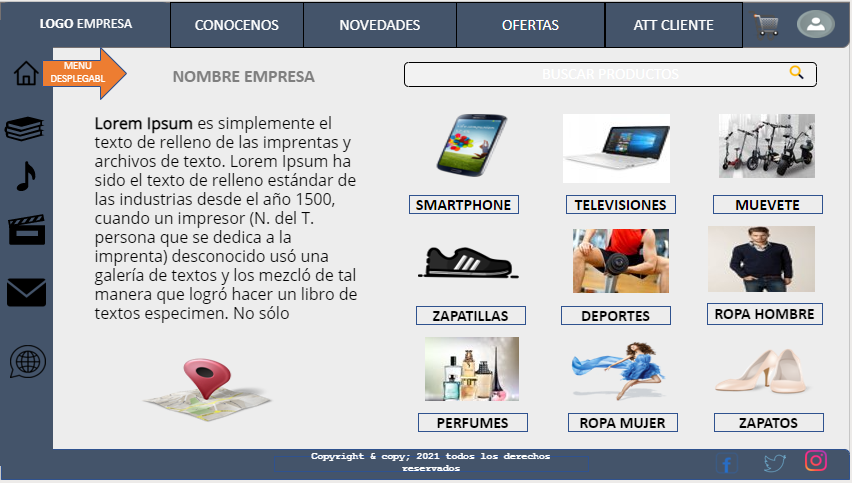 LOGO EMPRESA
CONOCENOS
NOVEDADES
OFERTAS
ATT CLIENTE
MENU
DESPLEGABL
NOMBRE EMPRESA
BUSCAR PRODUCTOS
Lorem Ipsum es simplemente el
texto de relleno de las imprentas y
archivos de texto. Lorem Ipsum ha
sido el texto de relleno estándar de
las industrias desde el año 1500,
cuando un impresor (N. del T.
persona que se dedica a la
imprenta) desconocido usó una
galería de textos y los mezcló de tal
manera que logró hacer un libro de
textos especimen. No sólo
SMARTPHONE
TELEVISIONES
MUEVETE
ZAPATILLAS
DEPORTES
ROPA HOMBRE
PERFUMES
ROPA MUJER
ZAPATOS
Copyright & copy; 2021 todos los derechos
reservados